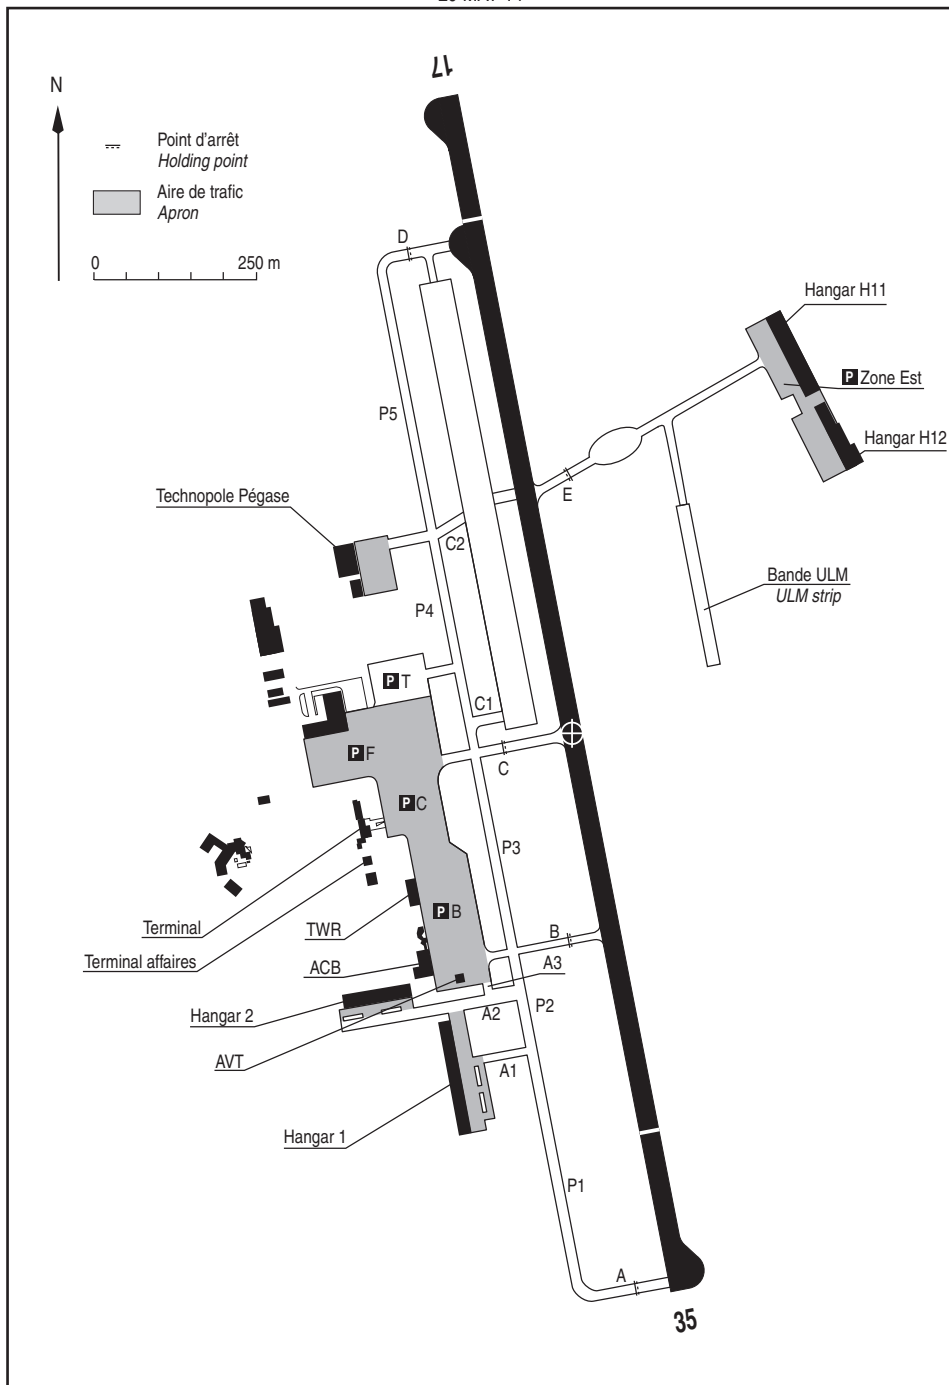 17
N
Point d'arrêt
Holding point
Aire de trafic
Apron
0 250 m
D
Hangar H11
P Zone Est
P5
Hangar H12
Technopole Pégase
E
C2
Bande ULM
ULM strip
P4
P T
C1
P F
C
P C
P3
P B
Terminal
TWR
B
Terminal affaires
ACB
A3
Hangar 2
A2
P2
AVT
A1
Hangar 1
P1
A
35